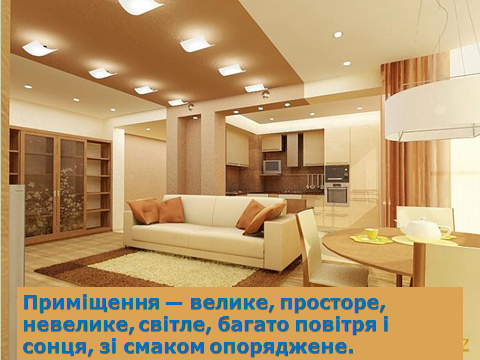 Приміщення — велике, просторе,
невелике, світле, багато повітря і
сонця, зі смаком опоряджене.
Z